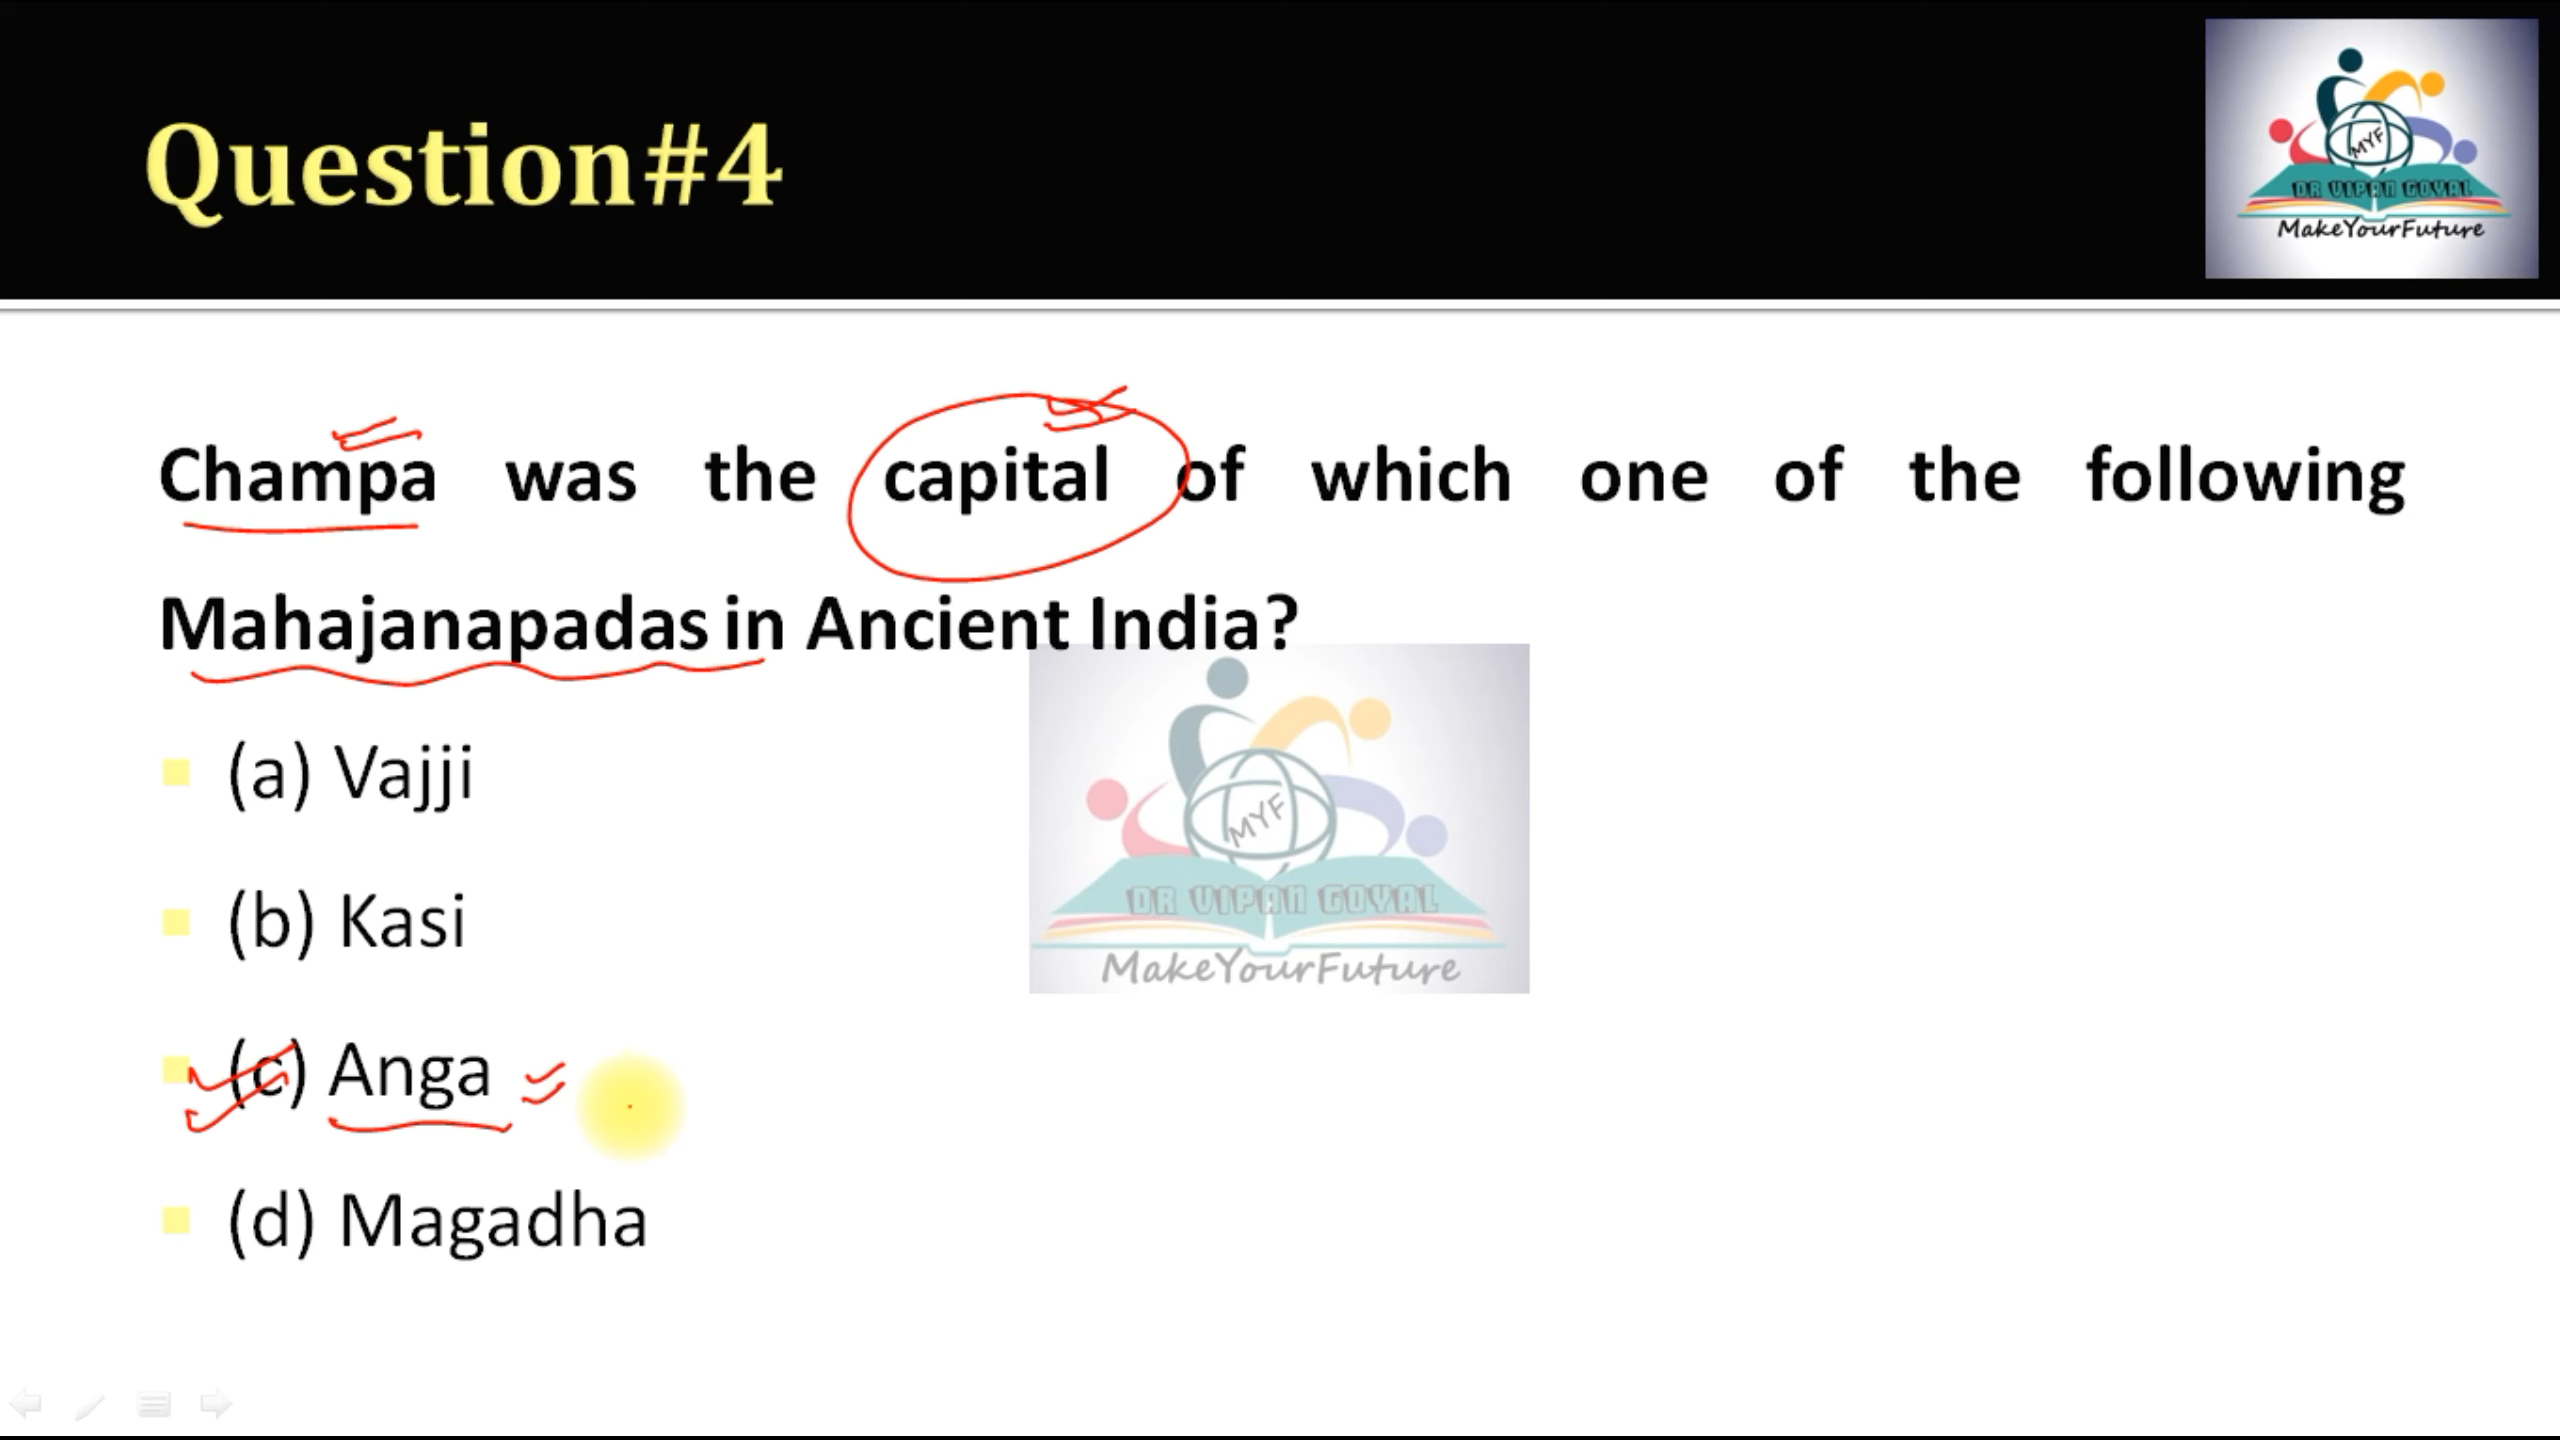 Question#4
MYF
DR VIPAN GOYAL
MakeYourFuture
Champa was the capital of which one of the following
Mahajanapadas in Ancient India?
(a) Vajji
(b) Kasi
(c) Anga
(d) Magadha
MYF
DR VIPAN GOYAL
MakeYourFuture